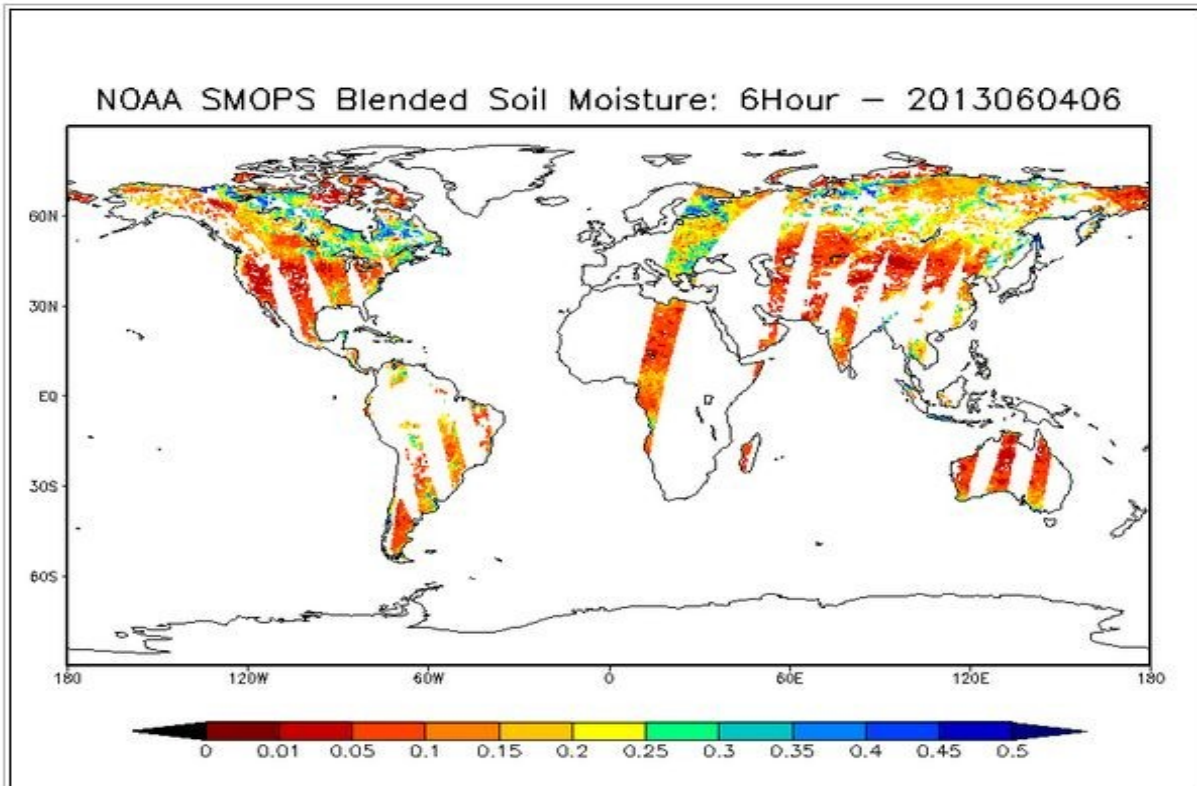 NOAA SMOPS Blended Soil Moisture: 6Hour – 2013060406
60N
30N
EQ
30S
60S
180 120W 60W 0 60E 120E 180
0 0.01 0.05 0.1 0.15 0.2 0.25 0.3 0.35 0.4 0.45 0.5